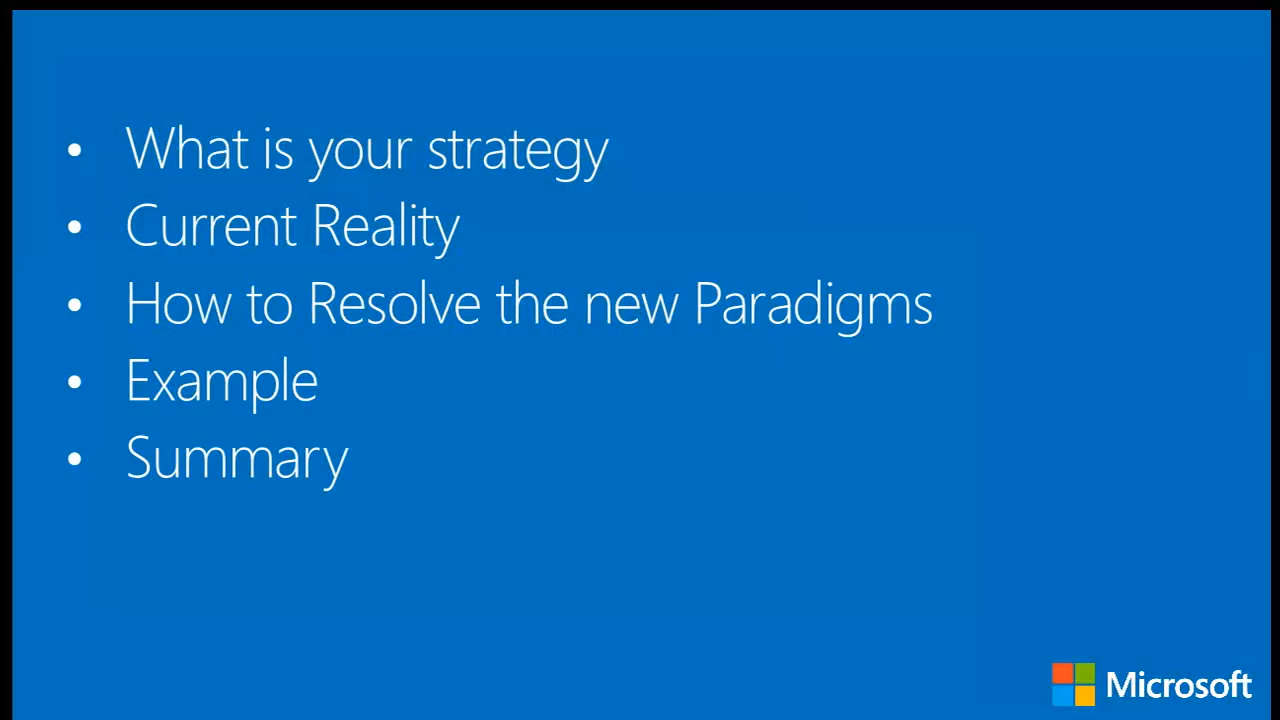 • What is your strategy
• Current Reality
• How to Resolve the new Paradigms
• Example
• Summary
Microsoft